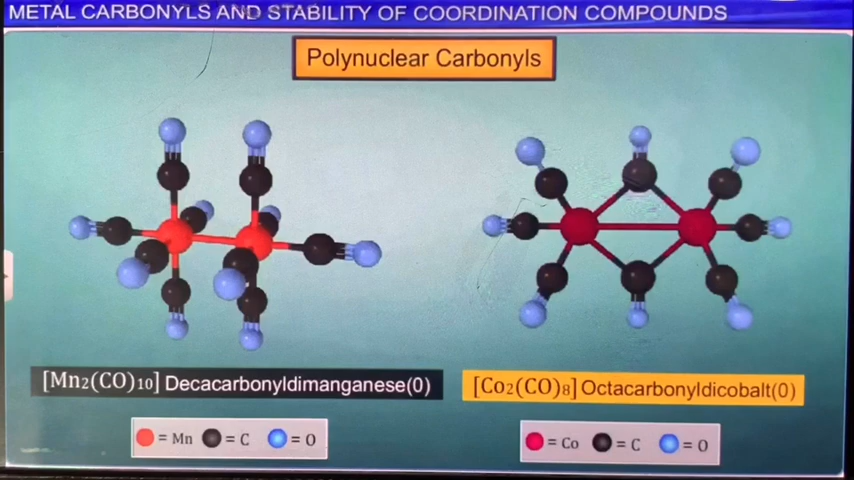 METAL CARBONYLS AND STABILITY OF COORDINATION COMPOUNDS
Polynuclear Carbonyls
[Mn₂(CO)₁₀] Decacarbonyldimanganese(0)
[Co₂(CO)₈] Octacarbonyldicobalt(0)
= Mn = C = O
= Co = C = O